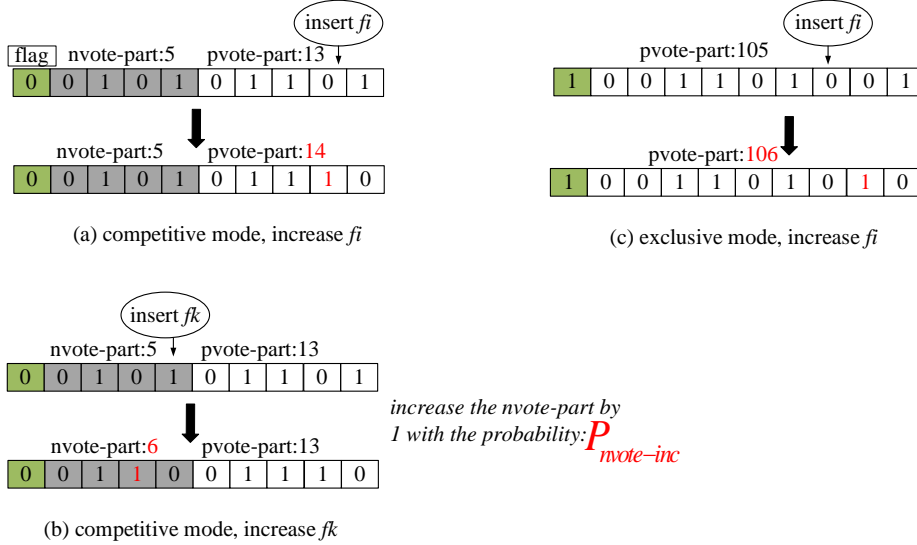 insert fi
flag nvote-part:5 pvote-part:13
0 0 1 0 1 0 1 1 0 1
nvote-part:5 pvote-part:14
0 0 0 1 0 1 0 1 1 1 0
(a) competitive mode, increase fi
insert fi
pvote-part:105
1 0 0 1 1 0 1 0 0 1
pvote-part:106
1 0 0 1 1 0 1 0 1 0
(c) exclusive mode, increase fi
insert fk
nvote-part:5 pvote-part:13
0 0 1 0 1 0 1 1 0 1
nvote-part:6 pvote-part:13
0 0 1 1 0 0 1 1 1 0
(b) competitive mode, increase fk
increase the nvote-part by
1 with the probability:P nvote-inc